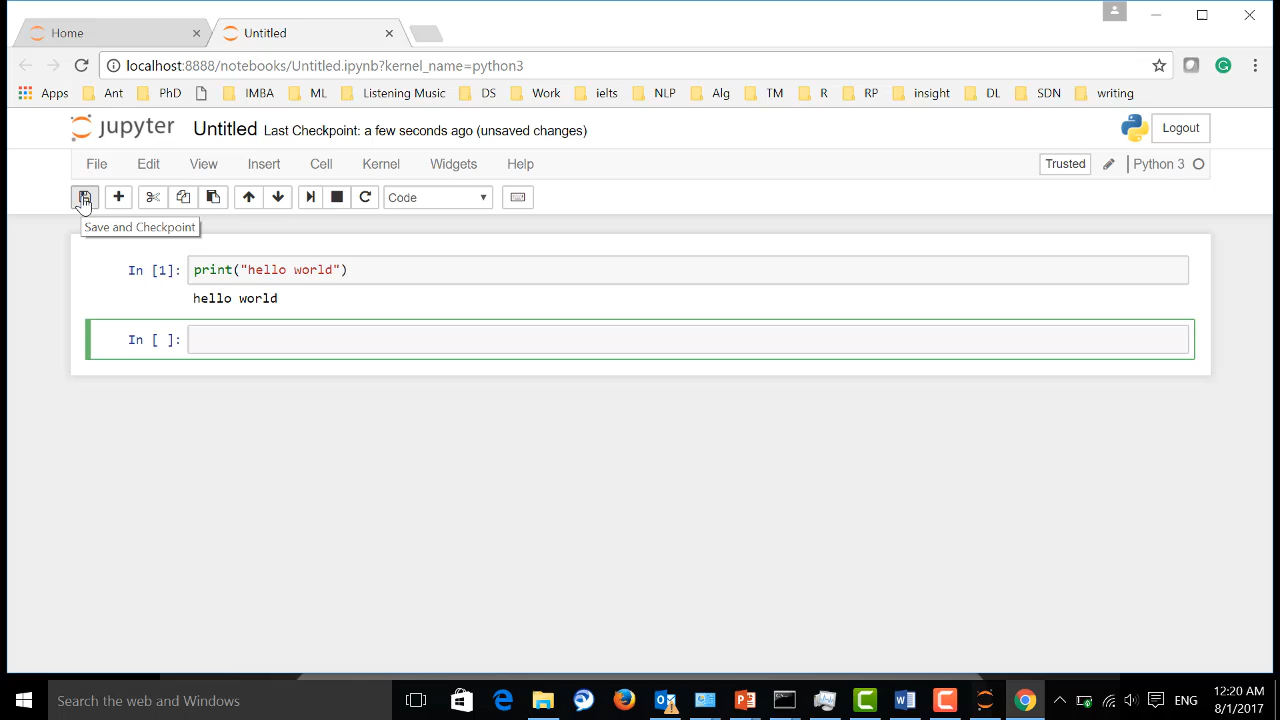 Home
Untitled
localhost:8888/notebooks/Untitled.ipynb?kernel_name=python3
Apps Ant PhD IMBA ML Listening Music DS Work ielts NLP Alg TM R RP insight DL SDN writing
jupyter Untitled Last Checkpoint: a few seconds ago (unsaved changes) Logout
File Edit View Insert Cell Kernel Widgets Help Trusted Python 3
Code
Save and Checkpoint
In [1]: print("hello world")
hello world
In [ ]:
Search the web and Windows
ENG
12:20 AM
8/1/2017